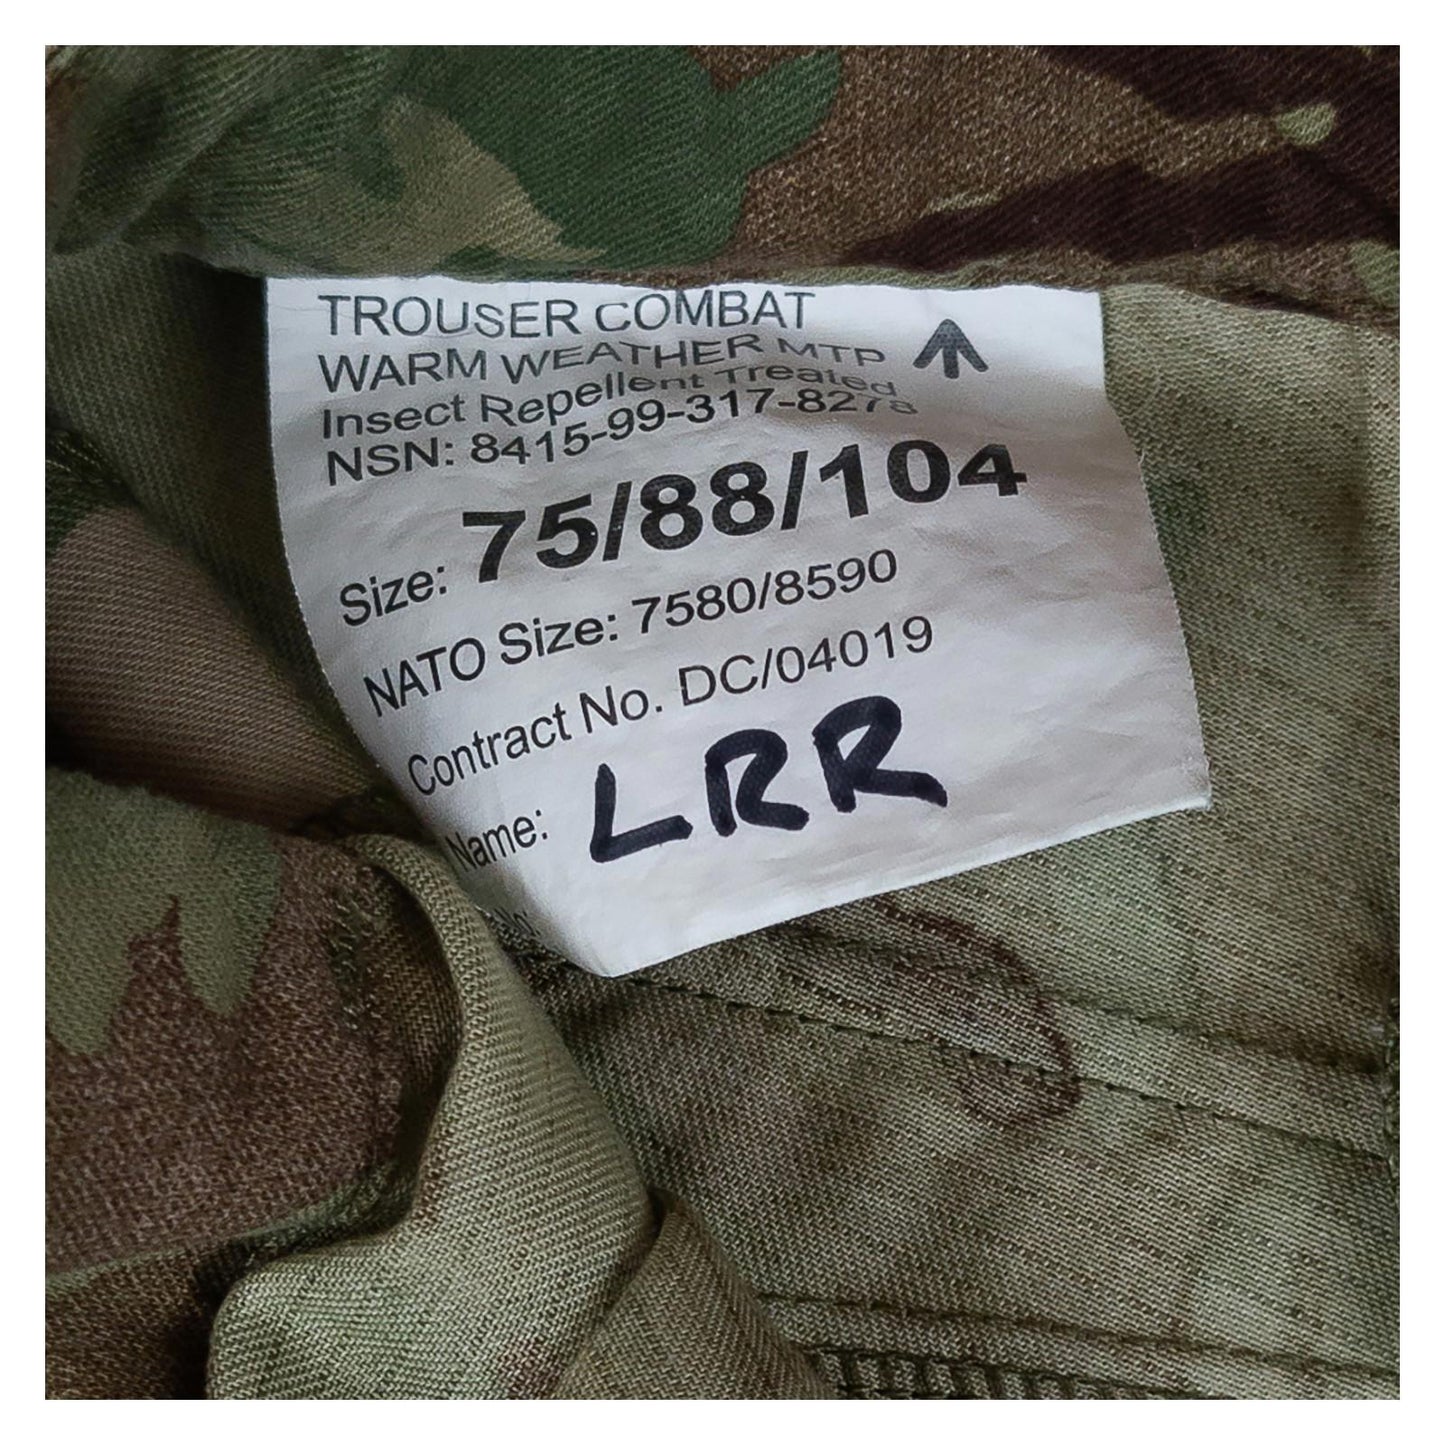 TROUSER COMBAT
WARM WEATHER MTP
Insect Repellent Treated
NSN: 8415-99-317-8278
Size: 75/88/104
NATO Size: 7580/8590
Contract No. DC/04019
Name: LRR
No: